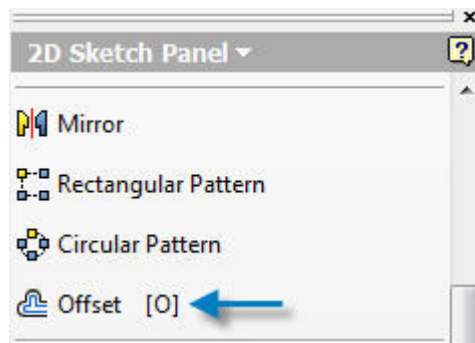 2D Sketch Panel
Mirror
Rectangular Pattern
Circular Pattern
Offset [O]